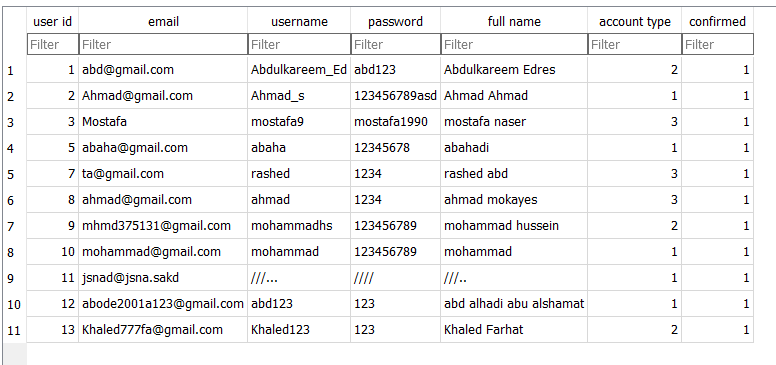 user id email username password full name account type confirmed
Filter Filter Filter Filter Filter Filter Filter
1 1 abd@gmail.com Abdulkareem_Ed abd123 Abdulkareem Edres 2 1
2 2 Ahmad@gmail.com Ahmad_s 123456789asd Ahmad Ahmad 1 1
3 3 Mostafa mostafa9 mostafa1990 mostafa naser 3 1
4 5 abaha@gmail.com abaha 12345678 abahadi 1 1
5 7 ta@gmail.com rashed 1234 rashed abd 3 1
6 8 ahmad@gmail.com ahmad 1234 ahmad mokayes 3 1
7 9 mhmd375131@gmail.com mohammadhs 123456789 mohammad hussein 2 1
8 10 mohammad@gmail.com mohammad 123456789 mohammad 1 1
9 11 jsnad@jsna.sakd ///... //// ///.. 1 1
10 12 abode2001a123@gmail.com abd123 123 abd alhadi abu alshamat 1 1
11 13 Khaled777fa@gmail.com Khaled123 123 Khaled Farhat 2 1